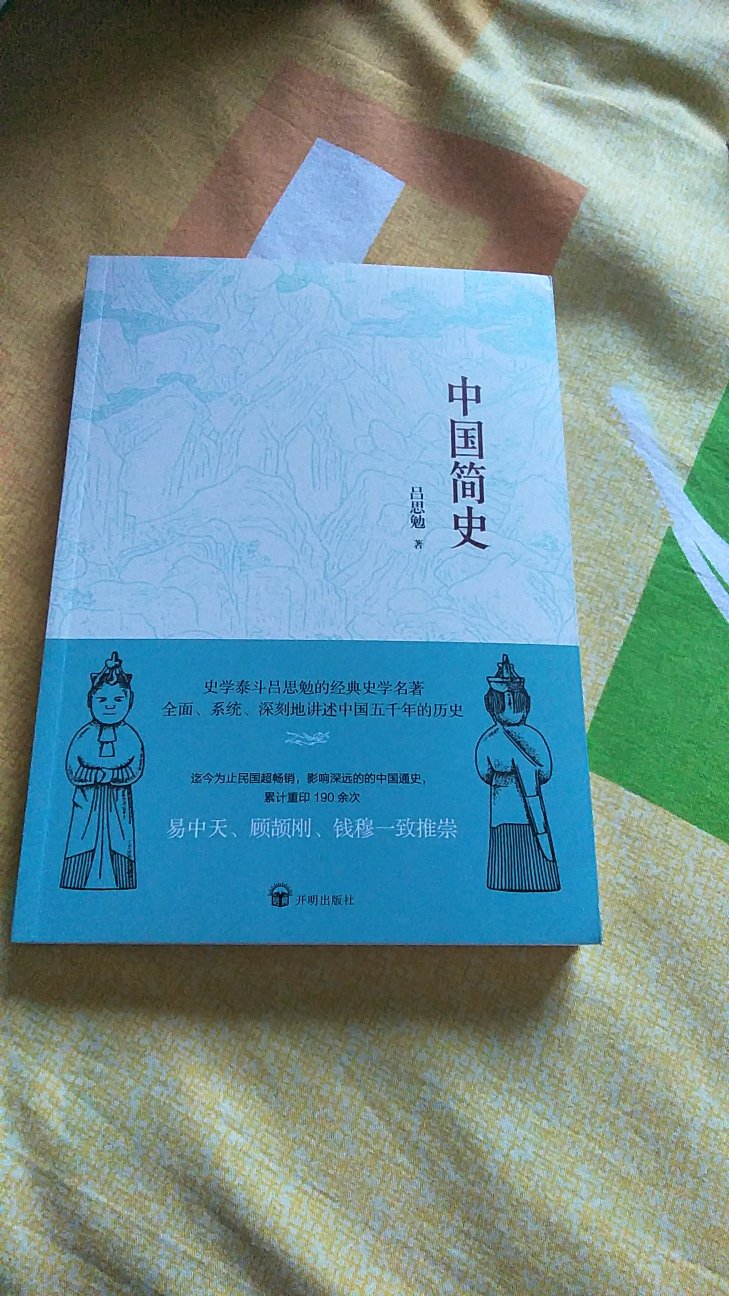 中国简史
吕思勉 著
史学泰斗吕思勉的经典史学名著
全面、系统、深刻地讲述中国五千年的历史
迄今为止民国超畅销，影响深远的的中国通史，
累计重印190余次
易中天、顾颉刚、钱穆一致推崇
开明出版社